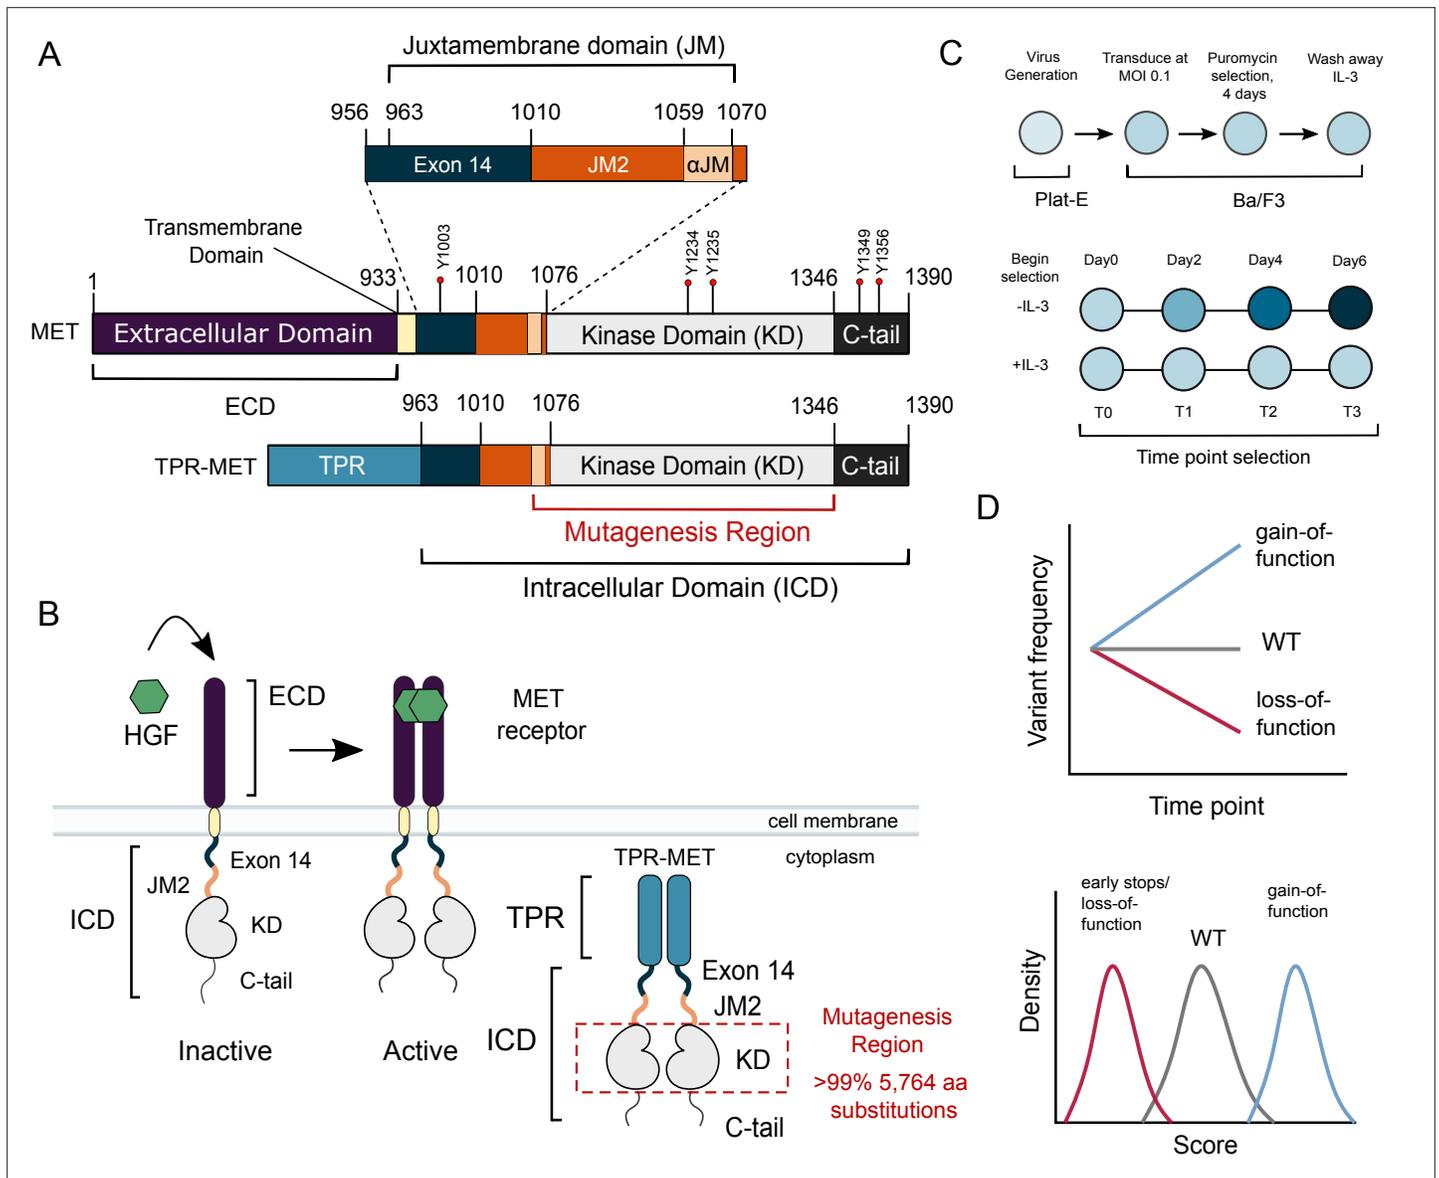 A
Juxtamembrane domain (JM)
956 963 1010 1059 1070
Exon 14 JM2 αJM
Transmembrane
Domain
Y1003 Y1234 Y1235 Y1349 Y1356
1 933 1010 1076 1346 1390
MET Extracellular Domain Kinase Domain (KD) C-tail
ECD
963 1010 1076 1346 1390
TPR-MET TPR Kinase Domain (KD) C-tail
Mutagenesis Region
Intracellular Domain (ICD)
B
HGF
ECD
MET
receptor
cell membrane
cytoplasm
Exon 14
JM2
ICD
KD
C-tail
Inactive
Active
TPR-MET
TPR
Exon 14
JM2
ICD
KD
C-tail
Mutagenesis
Region
>99% 5,764 aa
substitutions
C
Virus
Generation
Transduce at
MOI 0.1
Puromycin
selection,
4 days
Wash away
IL-3
Plat-E
Ba/F3
Begin
selection
Day0 Day2 Day4 Day6
-IL-3
+IL-3
T0 T1 T2 T3
Time point selection
D
Variant frequency
gain-of-
function
WT
loss-of-
function
Time point
early stops/
loss-of-
function
WT
gain-of-
function
Density
Score